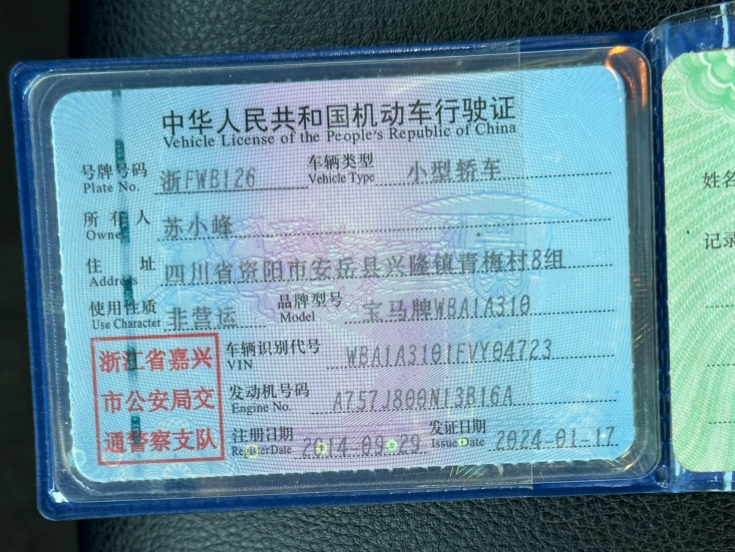 中华人民共和国机动车行驶证
Vehicle License of the People's Republic of China
号牌号码 浙FWB126 车辆类型 小型轿车
Plate No. Vehicle Type
所有人 苏小峰
Owner
住址 四川省资阳市安岳县兴隆镇青梅村8组
Address
使用性质 非营运 品牌型号 宝马牌WBA1A310
Use Character Model
浙江省嘉兴
市公安局交
通警察支队
车辆识别代号 WBA1A3101FVY04723
VIN
发动机号码 A757J800N13B16A
Engine No.
注册日期 2014-09-29 发证日期 2024-01-17
Register Date Issue Date
姓名
记录